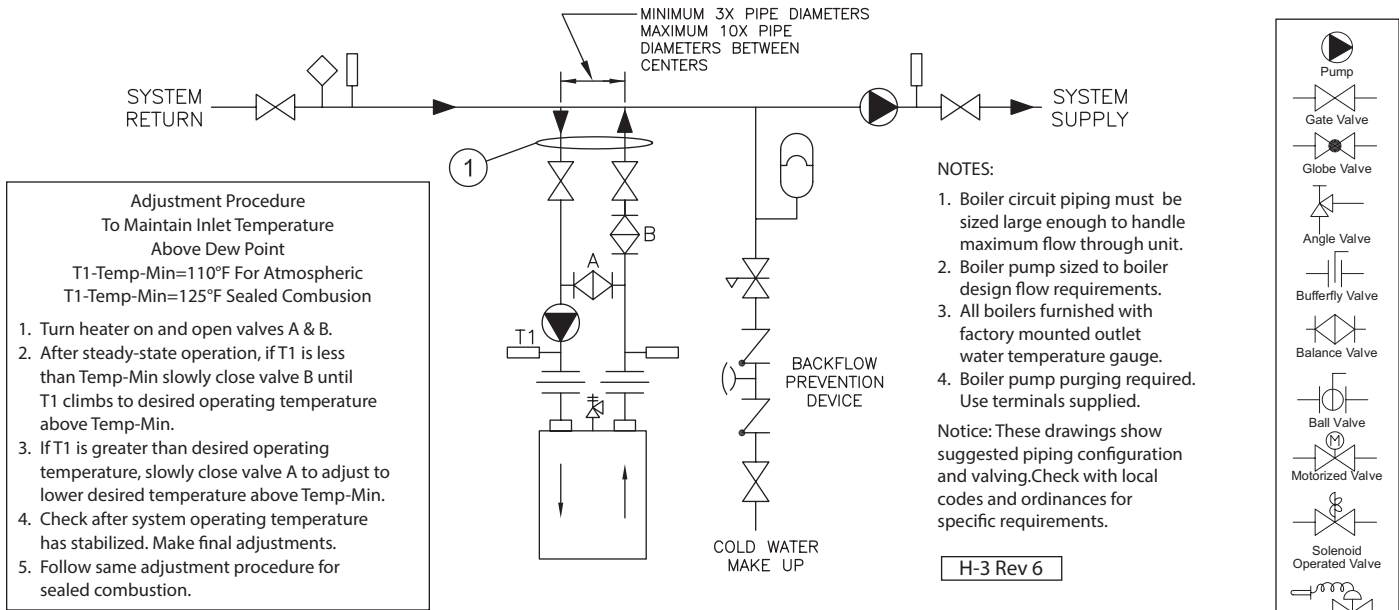 MINIMUM 3X PIPE DIAMETERS
MAXIMUM 10X PIPE
DIAMETERS BETWEEN
CENTERS
SYSTEM
RETURN
SYSTEM
SUPPLY
1
B
A
T1
BACKFLOW
PREVENTION
DEVICE
COLD WATER
MAKE UP
Adjustment Procedure
To Maintain Inlet Temperature
Above Dew Point
T1-Temp-Min=110°F For Atmospheric
T1-Temp-Min=125°F Sealed Combusion
1. Turn heater on and open valves A & B.
2. After steady-state operation, if T1 is less
than Temp-Min slowly close valve B until
T1 climbs to desired operating temperature
above Temp-Min.
3. If T1 is greater than desired operating
temperature, slowly close valve A to adjust to
lower desired temperature above Temp-Min.
4. Check after system operating temperature
has stabilized. Make final adjustments.
5. Follow same adjustment procedure for
sealed combustion.
NOTES:
1. Boiler circuit piping must be
sized large enough to handle
maximum flow through unit.
2. Boiler pump sized to boiler
design flow requirements.
3. All boilers furnished with
factory mounted outlet
water temperature gauge.
4. Boiler pump purging required.
Use terminals supplied.
Notice: These drawings show
suggested piping configuration
and valving.Check with local
codes and ordinances for
specific requirements.
H-3 Rev 6
Pump
Gate Valve
Globe Valve
Angle Valve
Bufferfly Valve
Balance Valve
Ball Valve
M
Motorized Valve
Solenoid
Operated Valve